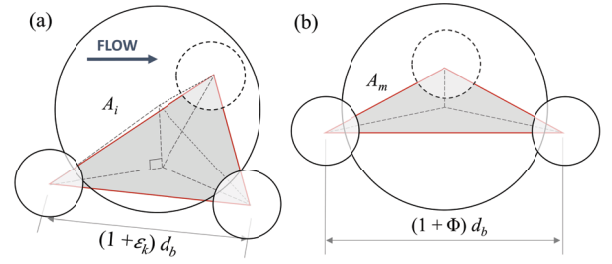 (a)
FLOW
A_i
(1 +ε_k) d_b
(b)
A_m
(1 + Φ) d_b